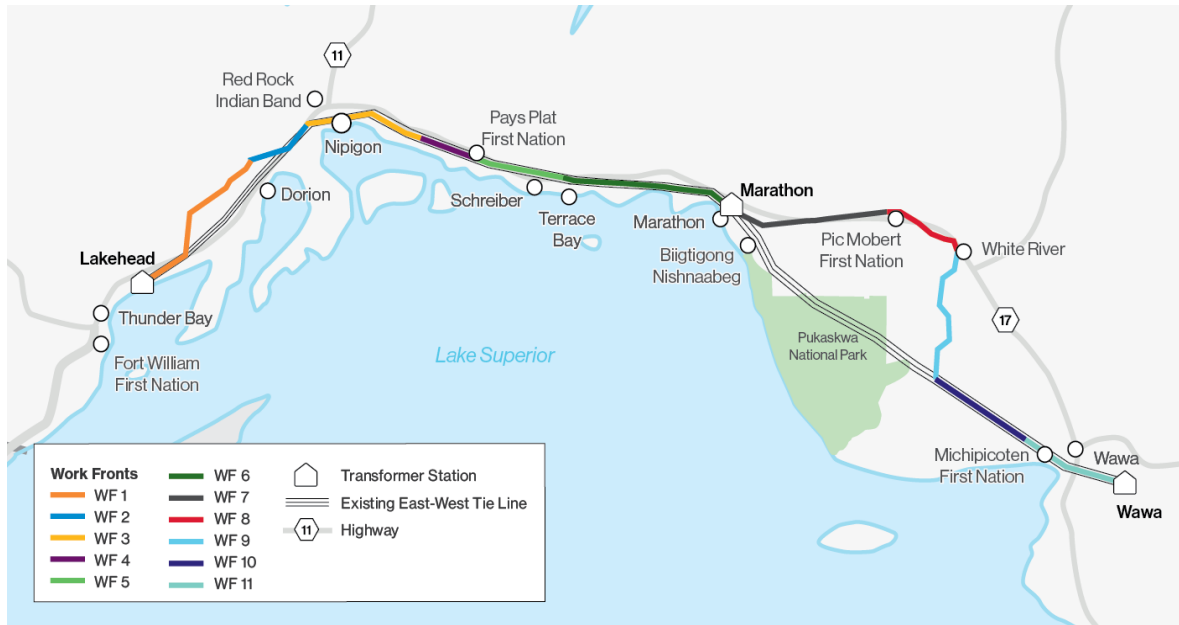 11
Red Rock
Indian Band
Pays Plat
First Nation
Nipigon
Dorion
Schreiber
Terrace
Bay
Marathon
Marathon
Biigtigong
Nishnaabeg
Pic Mobert
First Nation
White River
Lakehead
Thunder Bay
Fort William
First Nation
Lake Superior
Pukaskwa
National Park
17
Michipicoten
First Nation
Wawa
Wawa
Work Fronts
WF 1
WF 2
WF 3
WF 4
WF 5
WF 6
WF 7
WF 8
WF 9
WF 10
WF 11
Transformer Station
Existing East-West Tie Line
11
Highway